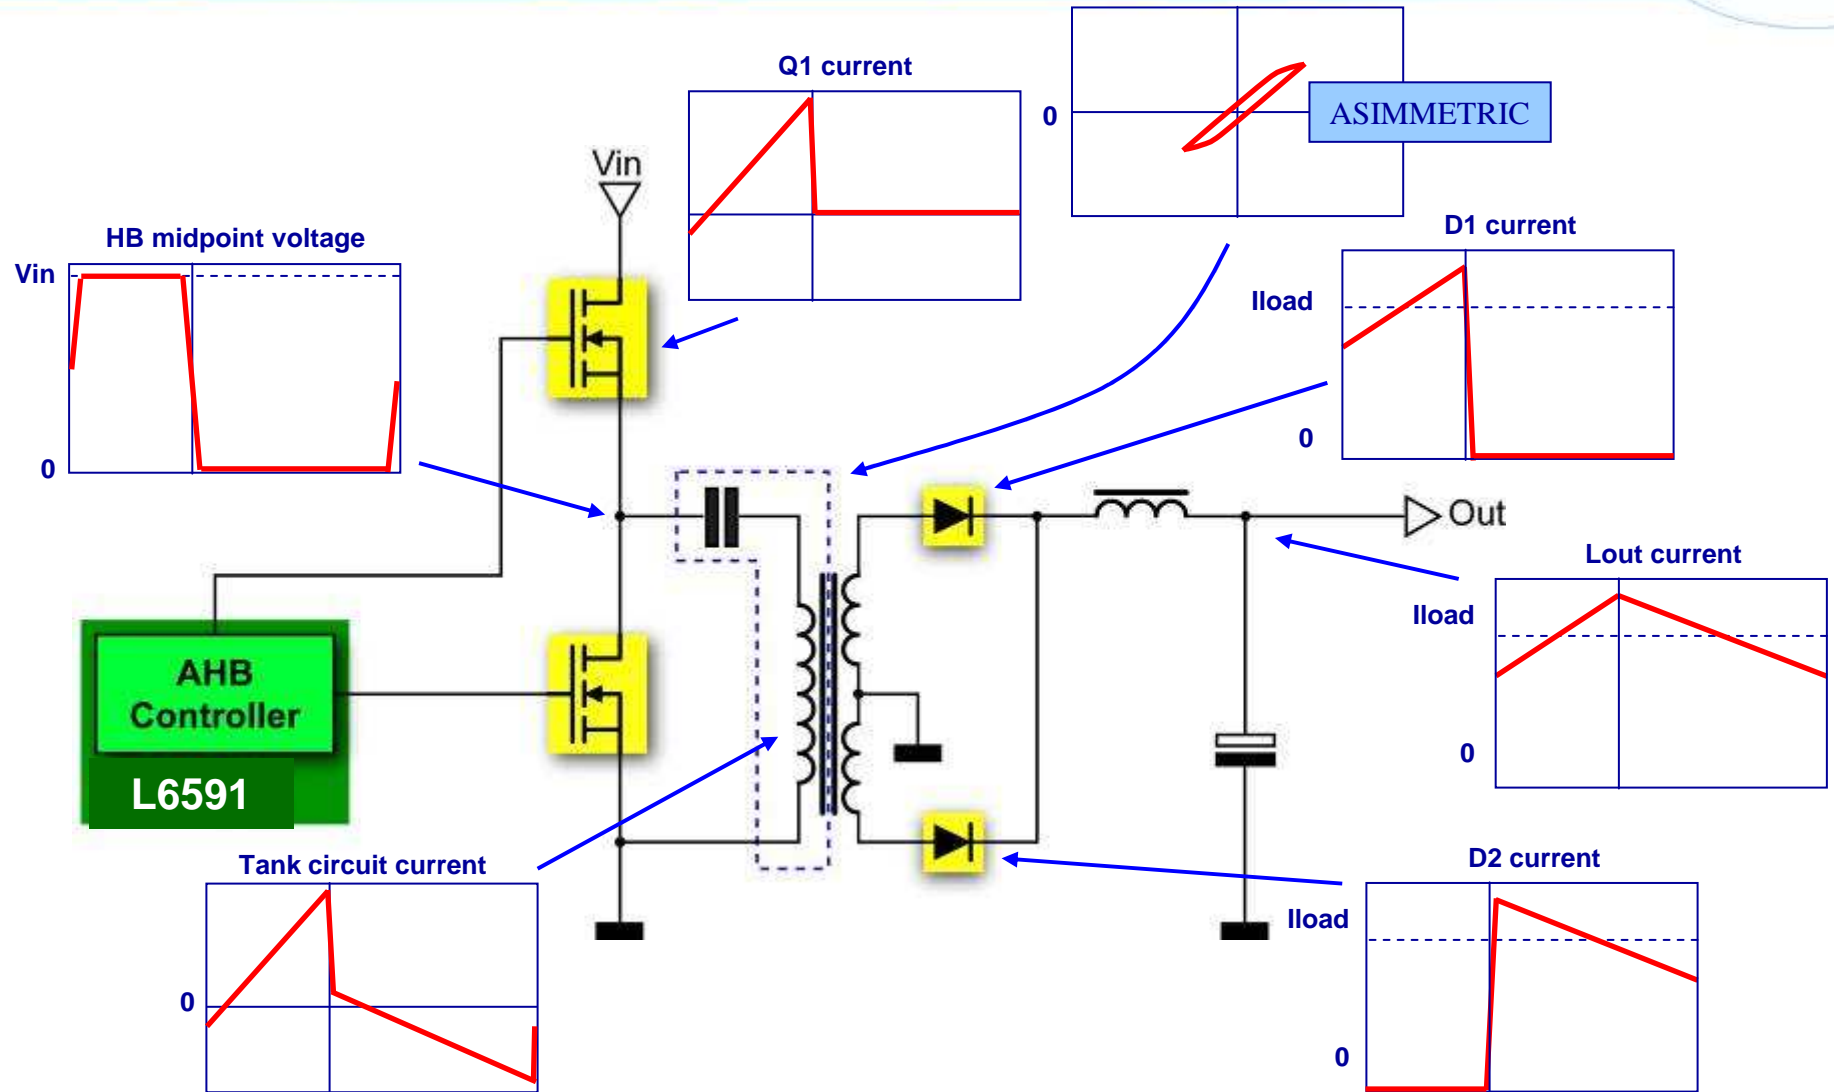 Q1 current
0
ASIMMETRIC
Vin
HB midpoint voltage
Vin
0
D1 current
Iload
0
Out
Lout current
Iload
0
AHB
Controller
L6591
Tank circuit current
0
D2 current
Iload
0